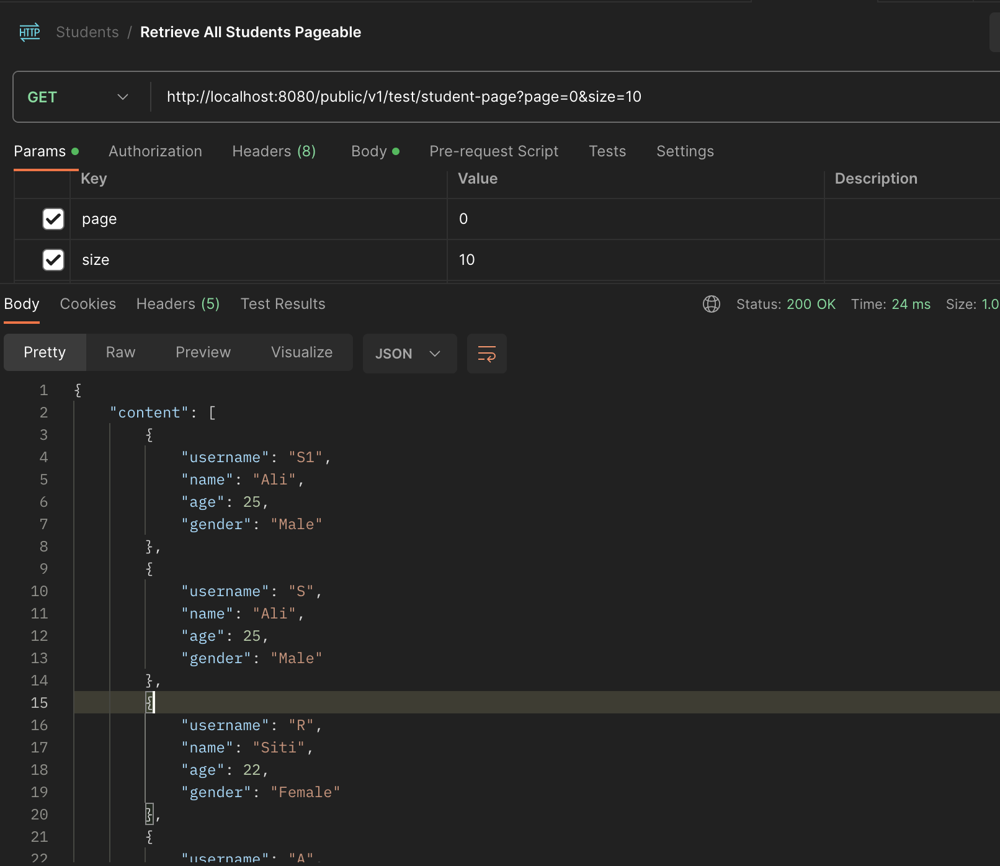 HTTP Students / Retrieve All Students Pageable
GET http://localhost:8080/public/v1/test/student-page?page=0&size=10
Params Authorization Headers (8) Body Pre-request Script Tests Settings
Key Value Description
page 0
size 10
Body Cookies Headers (5) Test Results Status: 200 OK Time: 24 ms Size: 1.0
Pretty Raw Preview Visualize JSON
1 {
2 "content": [
3 {
4 "username": "S1",
5 "name": "Ali",
6 "age": 25,
7 "gender": "Male"
8 },
9 {
10 "username": "S",
11 "name": "Ali",
12 "age": 25,
13 "gender": "Male"
14 },
15 {
16 "username": "R",
17 "name": "Siti",
18 "age": 22,
19 "gender": "Female"
20 },
21 {
22 "username": "A",